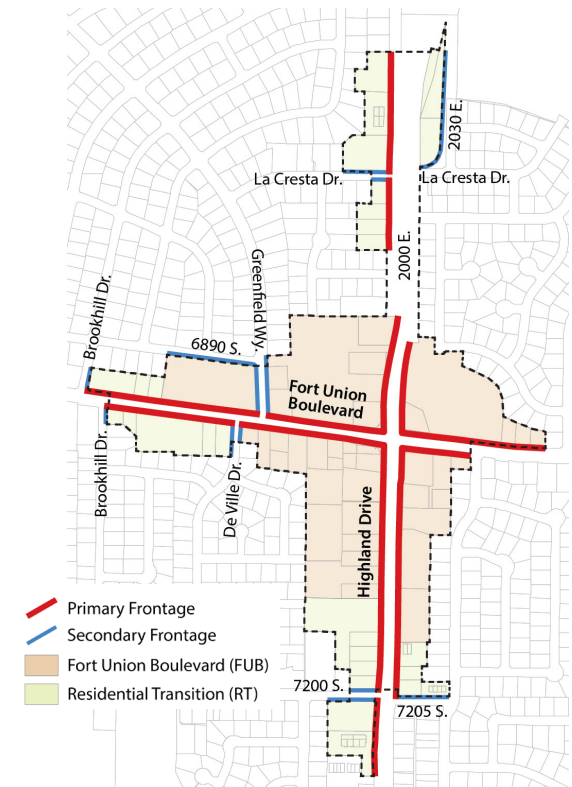 2030 E.
La Cresta Dr.
La Cresta Dr.
2000 E.
Greenfield Wy.
Brookhill Dr.
6890 S.
Fort Union
Boulevard
Brookhill Dr.
De Ville Dr.
Highland Drive
Primary Frontage
Secondary Frontage
Fort Union Boulevard (FUB)
Residential Transition (RT)
7200 S.
7205 S.